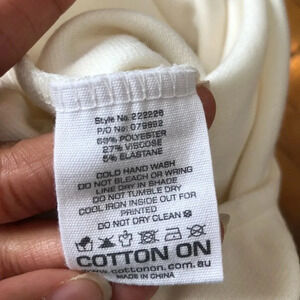 Style No: 222226
P/O No: 079992
68% POLYESTER
27% VISCOSE
5% ELASTANE
COLD HAND WASH
DO NOT BLEACH OR WRING
LINE DRY IN SHADE
DO NOT TUMBLE DRY
COOL IRON INSIDE OUT FOR
PRINTED
DO NOT DRY CLEAN
COTTON ON
www.cottonon.com.au
MADE IN CHINA